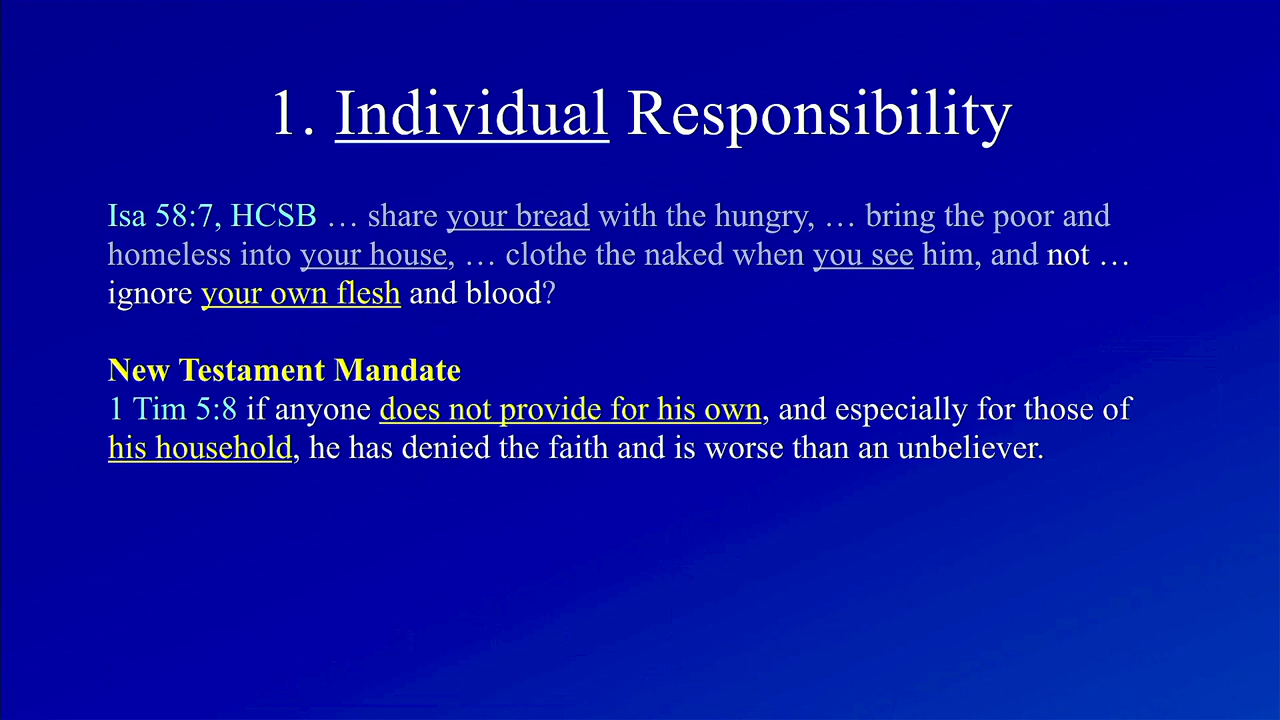 1. Individual Responsibility
Isa 58:7, HCSB … share your bread with the hungry, … bring the poor and
homeless into your house, … clothe the naked when you see him, and not …
ignore your own flesh and blood?
New Testament Mandate
1 Tim 5:8 if anyone does not provide for his own, and especially for those of
his household, he has denied the faith and is worse than an unbeliever.